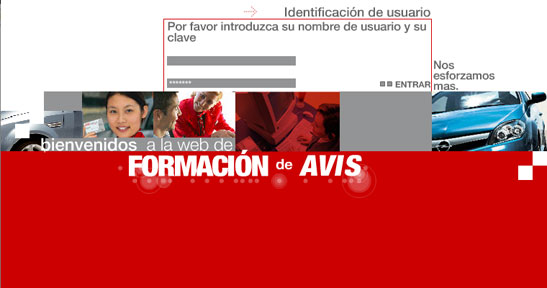 Identificación de usuario
Por favor introduzca su nombre de usuario y su
clave
*******
ENTRAR
Nos
esforzamos
mas.
bienvenidos a la web de
FORMACIÓN de AVIS